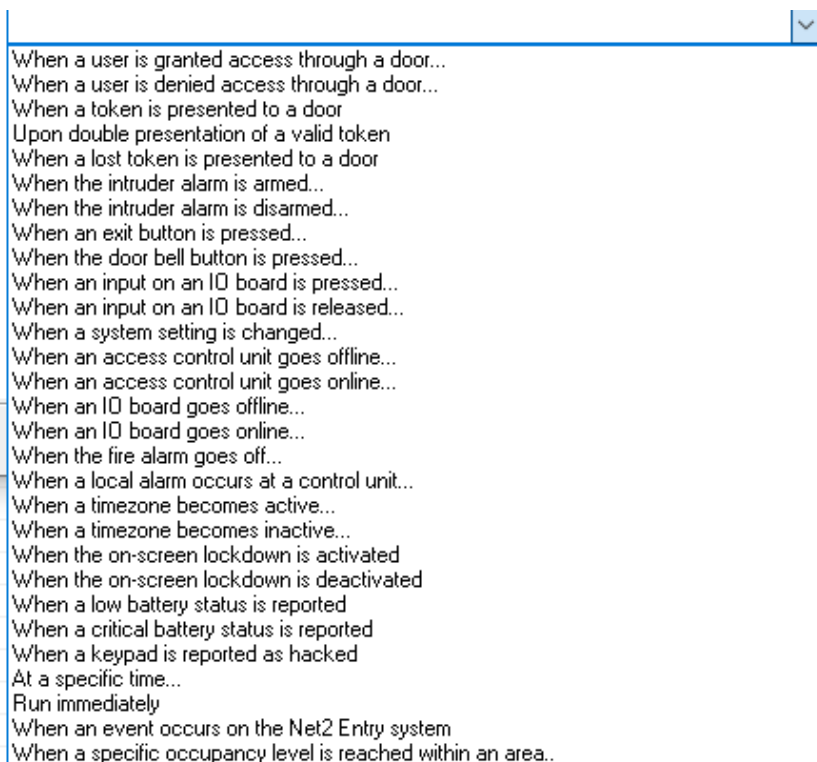 When a user is granted access through a door...
When a user is denied access through a door...
When a token is presented to a door
Upon double presentation of a valid token
When a lost token is presented to a door
When the intruder alarm is armed...
When the intruder alarm is disarmed...
When an exit button is pressed...
When the door bell button is pressed...
When an input on an IO board is pressed...
When an input on an IO board is released...
When a system setting is changed...
When an access control unit goes offline...
When an access control unit goes online...
When an IO board goes offline...
When an IO board goes online...
When the fire alarm goes off...
When a local alarm occurs at a control unit...
When a timezone becomes active...
When a timezone becomes inactive...
When the on-screen lockdown is activated
When the on-screen lockdown is deactivated
When a low battery status is reported
When a critical battery status is reported
When a keypad is reported as hacked
At a specific time...
Run immediately
When an event occurs on the Net2 Entry system
When a specific occupancy level is reached within an area..